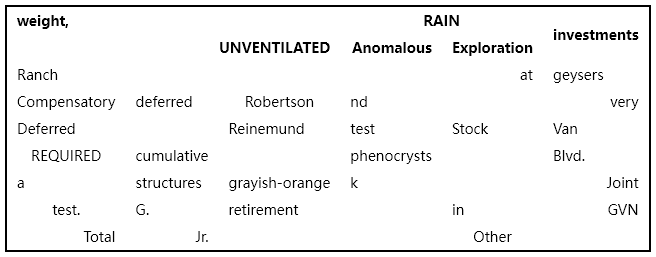 weight, RAIN investments
UNVENTILATED Anomalous Exploration
Ranch at geysers
Compensatory deferred Robertson nd very
Deferred Reinemund test Stock Van
REQUIRED cumulative phenocrysts Blvd.
a structures grayish-orange k Joint
test. G. retirement in GVN
Total Jr. Other